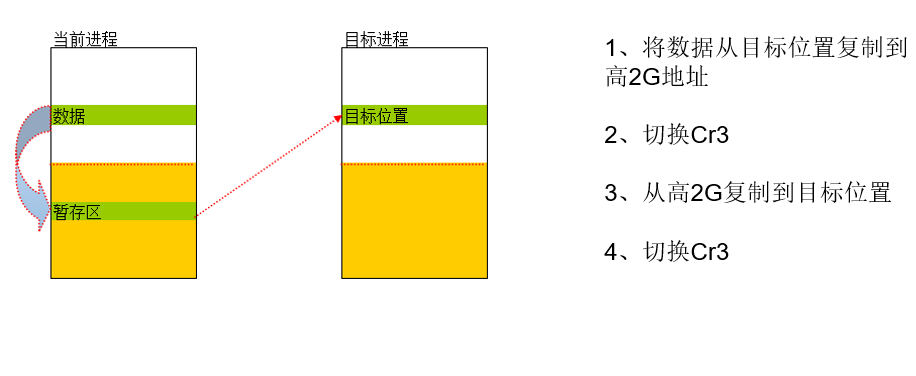 当前进程
目标进程
数据
目标位置
暂存区
1、将数据从目标位置复制到
高2G地址
2、切换Cr3
3、从高2G复制到目标位置
4、切换Cr3